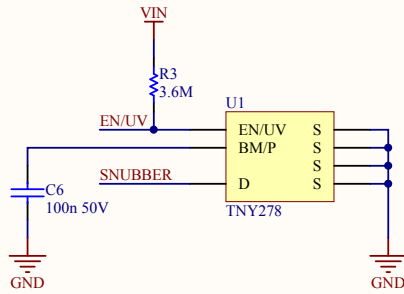 VIN
R3
3.6M
U1
EN/UV
EN/UV S
BM/P S
S
SNUBBER
D S
C6
100n 50V
TNY278
GND
GND